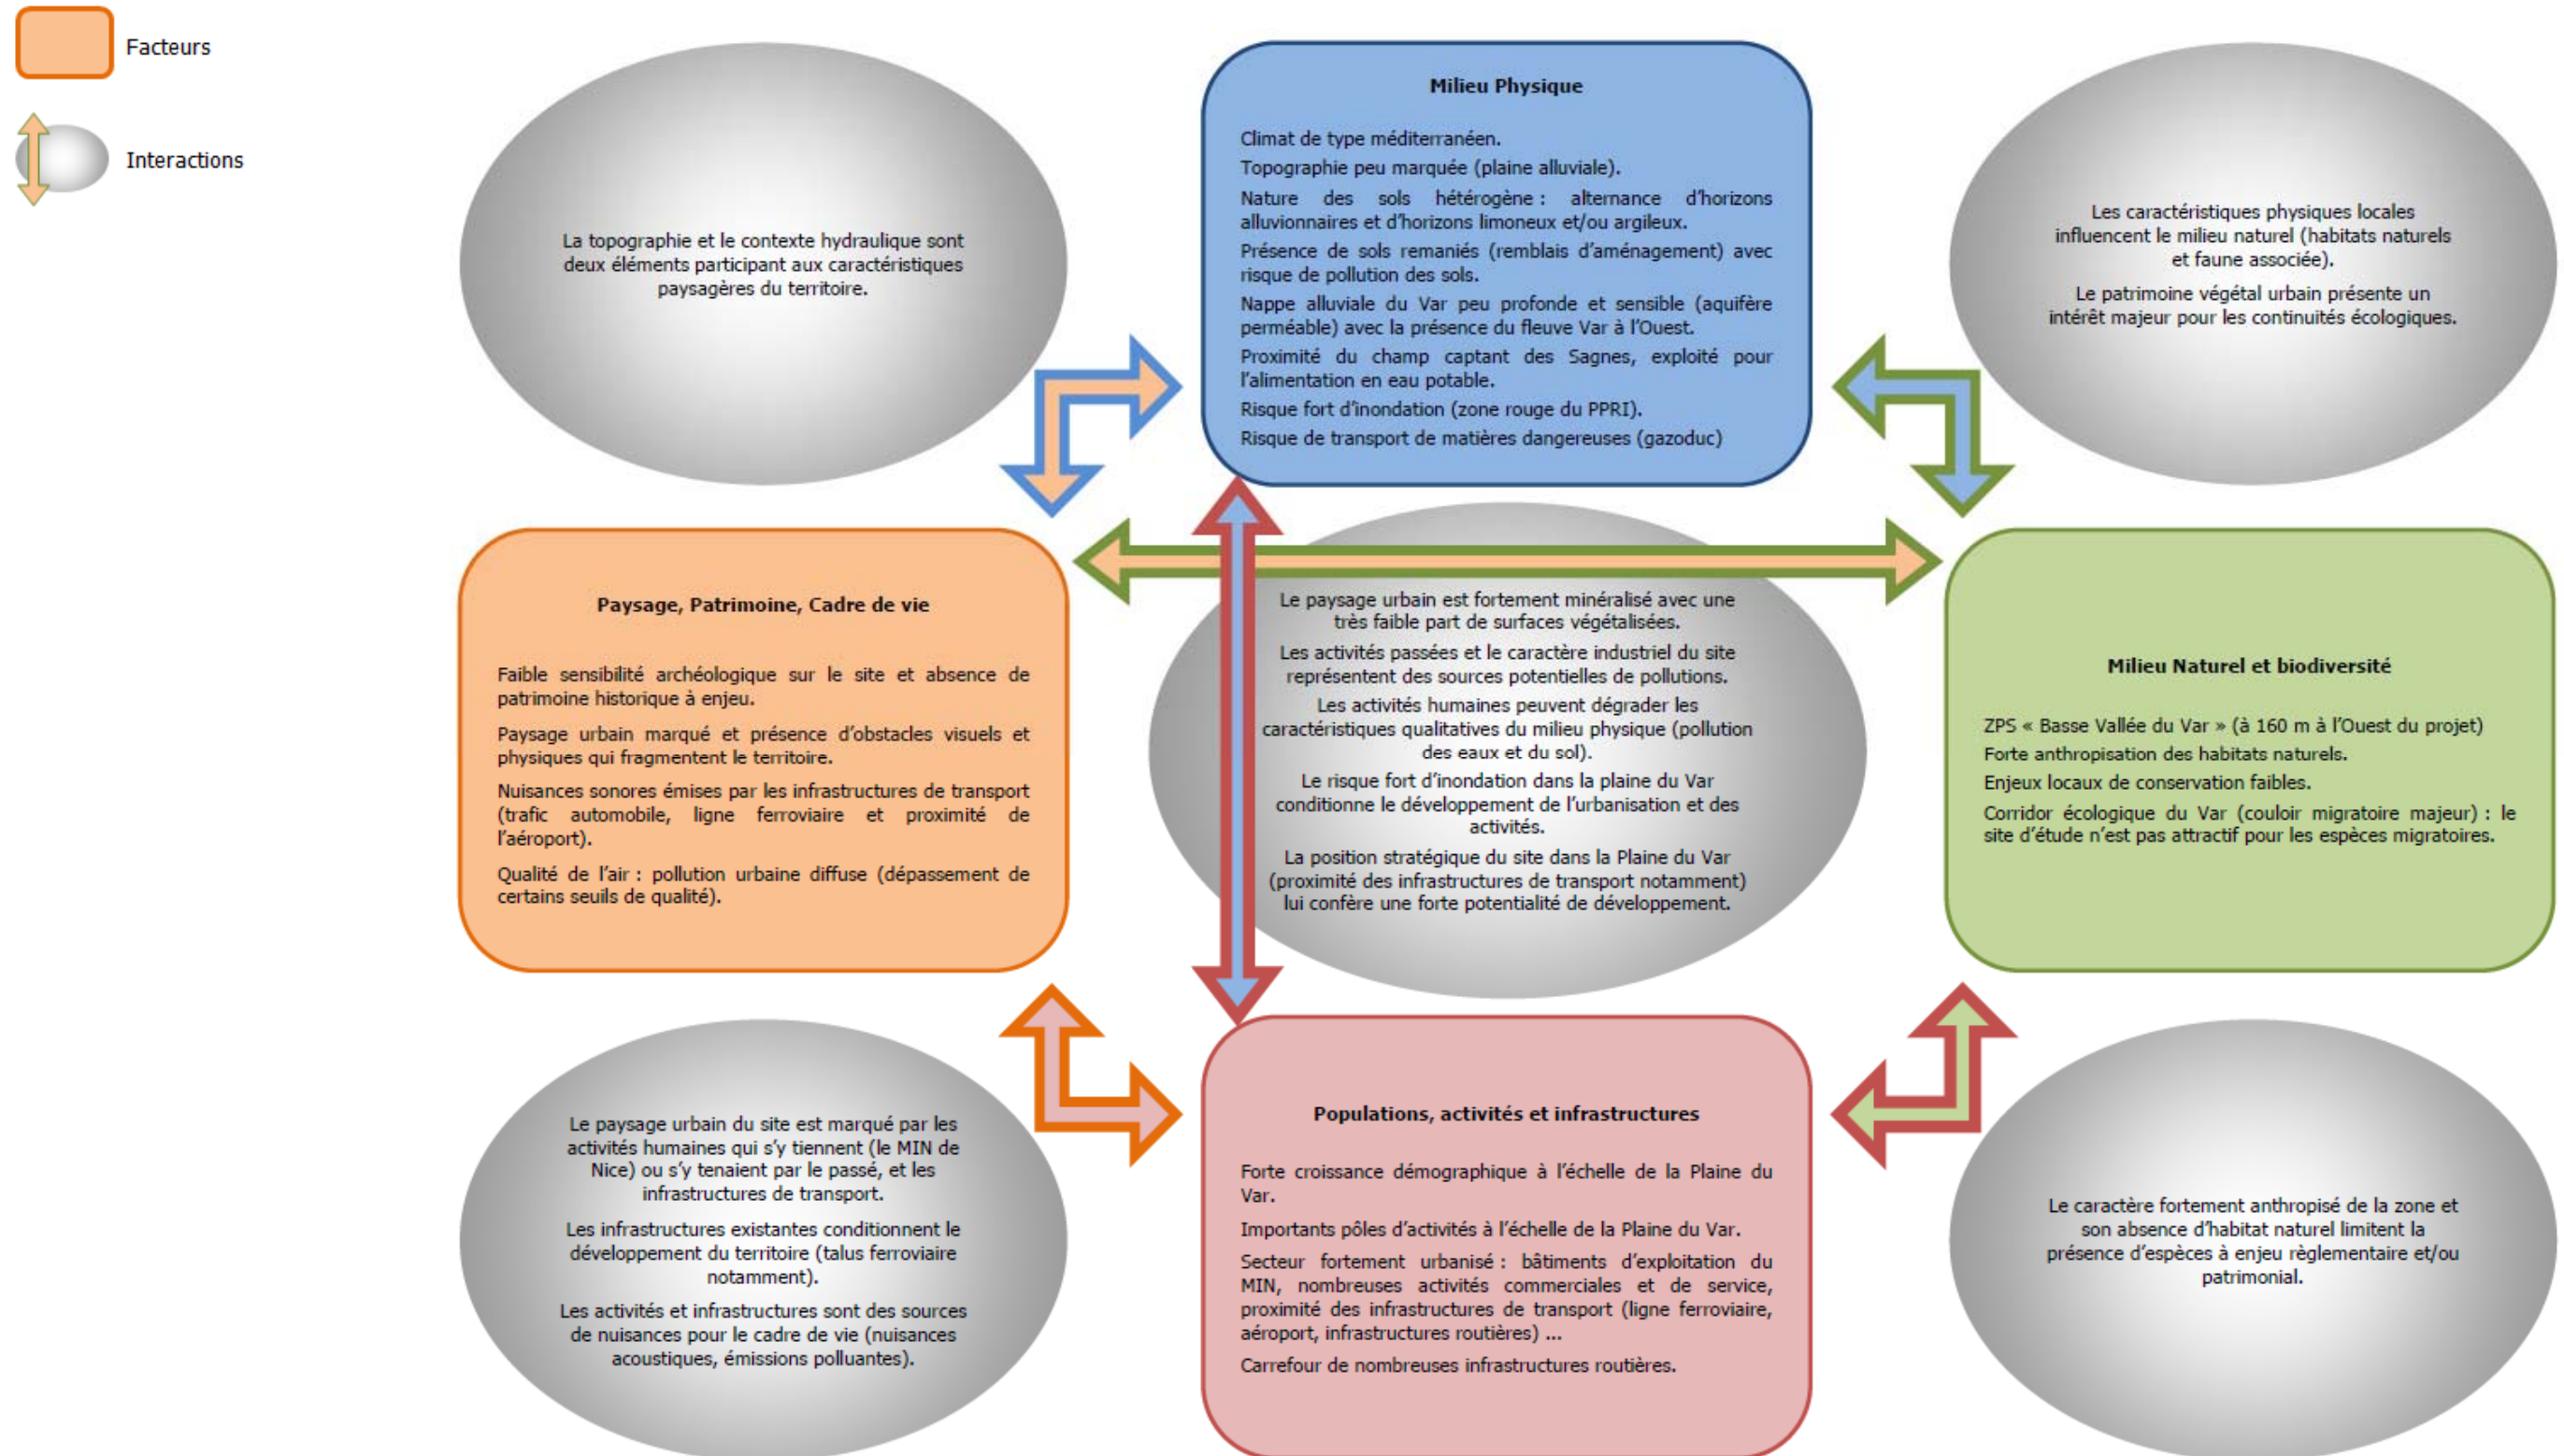 Facteurs
Interactions
La topographie et le contexte hydraulique sont
deux éléments participant aux caractéristiques
paysagères du territoire.
Milieu Physique
Climat de type méditerranéen.
Topographie peu marquée (plaine alluviale).
Nature des sols hétérogène : alternance d'horizons
alluvionnaires et d'horizons limoneux et/ou argileux.
Présence de sols remaniés (remblais d'aménagement) avec
risque de pollution des sols.
Nappe alluviale du Var peu profonde et sensible (aquifère
perméable) avec la présence du fleuve Var à l'Ouest.
Proximité du champ captant des Sagnes, exploité pour
l'alimentation en eau potable.
Risque fort d'inondation (zone rouge du PPRI).
Risque de transport de matières dangereuses (gazoduc)
Les caractéristiques physiques locales
influencent le milieu naturel (habitats naturels
et faune associée).
Le patrimoine végétal urbain présente un
intérêt majeur pour les continuités écologiques.
Paysage, Patrimoine, Cadre de vie
Faible sensibilité archéologique sur le site et absence de
patrimoine historique à enjeu.
Paysage urbain marqué et présence d'obstacles visuels et
physiques qui fragmentent le territoire.
Nuisances sonores émises par les infrastructures de transport
(trafic automobile, ligne ferroviaire et proximité de
l'aéroport).
Qualité de l'air : pollution urbaine diffuse (dépassement de
certains seuils de qualité).
Le paysage urbain est fortement minéralisé avec une
très faible part de surfaces végétalisées.
Les activités passées et le caractère industriel du site
représentent des sources potentielles de pollutions.
Les activités humaines peuvent dégrader les
caractéristiques qualitatives du milieu physique (pollution
des eaux et du sol).
Le risque fort d'inondation dans la plaine du Var
conditionne le développement de l'urbanisation et des
activités.
La position stratégique du site dans la Plaine du Var
(proximité des infrastructures de transport notamment)
lui confère une forte potentialité de développement.
Milieu Naturel et biodiversité
ZPS « Basse Vallée du Var » (à 160 m à l'Ouest du projet)
Forte anthropisation des habitats naturels.
Enjeux locaux de conservation faibles.
Corridor écologique du Var (couloir migratoire majeur) : le
site d'étude n'est pas attractif pour les espèces migratoires.
Le paysage urbain du site est marqué par les
activités humaines qui s'y tiennent (le MIN de
Nice) ou s'y tenaient par le passé, et les
infrastructures de transport.
Les infrastructures existantes conditionnent le
développement du territoire (talus ferroviaire
notamment).
Les activités et infrastructures sont des sources
de nuisances pour le cadre de vie (nuisances
acoustiques, émissions polluantes).
Populations, activités et infrastructures
Forte croissance démographique à l'échelle de la Plaine du
Var.
Importants pôles d'activités à l'échelle de la Plaine du Var.
Secteur fortement urbanisé : bâtiments d'exploitation du
MIN, nombreuses activités commerciales et de service,
proximité des infrastructures de transport (ligne ferroviaire,
aéroport, infrastructures routières) ...
Carrefour de nombreuses infrastructures routières.
Le caractère fortement anthropisé de la zone et
son absence d'habitat naturel limitent la
présence d'espèces à enjeu règlementaire et/ou
patrimonial.